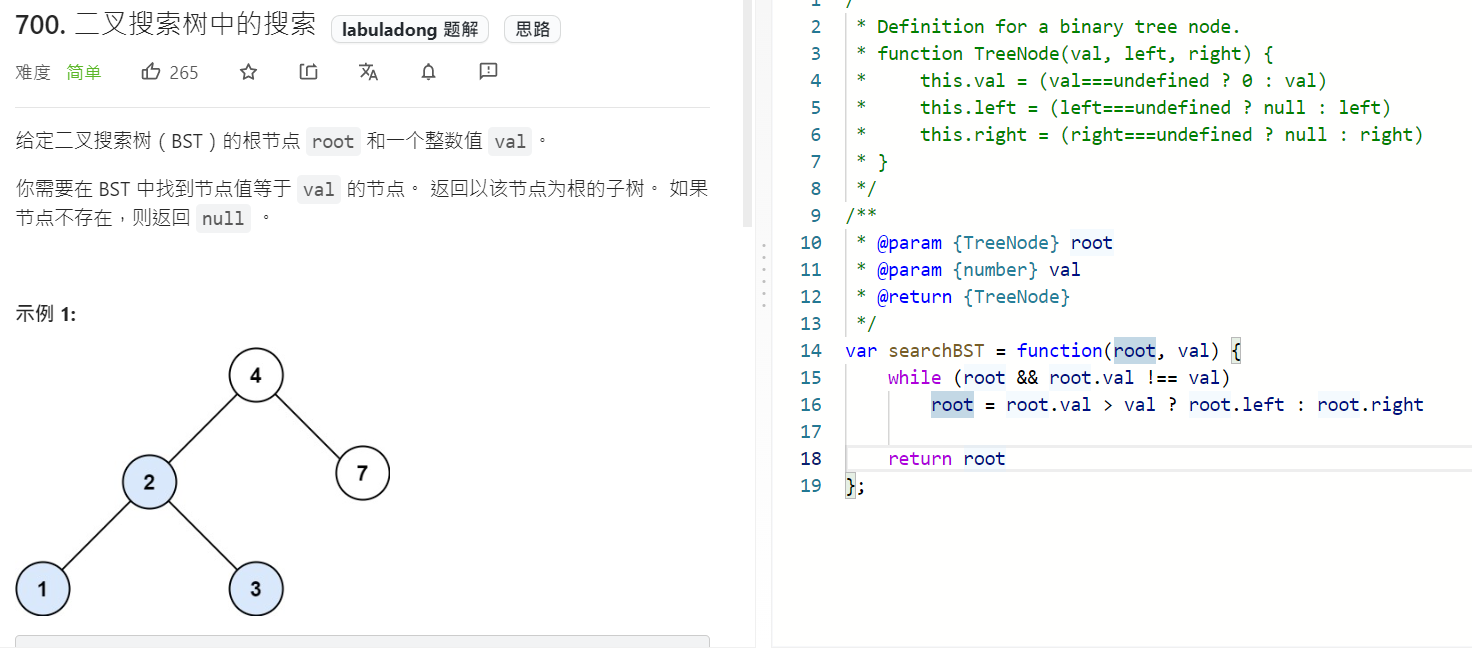 700. 二叉搜索树中的搜索 labuladong 题解 思路
难度 简单 265
给定二叉搜索树（BST）的根节点 root 和一个整数值 val。
你需要在 BST 中找到节点值等于 val 的节点。 返回以该节点为根的子树。 如果
节点不存在，则返回 null 。
示例 1:
4
2
7
1
3
1 /
2 * Definition for a binary tree node.
3 * function TreeNode(val, left, right) {
4 *     this.val = (val===undefined ? 0 : val)
5 *     this.left = (left===undefined ? null : left)
6 *     this.right = (right===undefined ? null : right)
7 * }
8 */
9 /**
10 * @param {TreeNode} root
11 * @param {number} val
12 * @return {TreeNode}
13 */
14 var searchBST = function(root, val) {
15     while (root && root.val !== val)
16         root = root.val > val ? root.left : root.right
17
18     return root
19 };